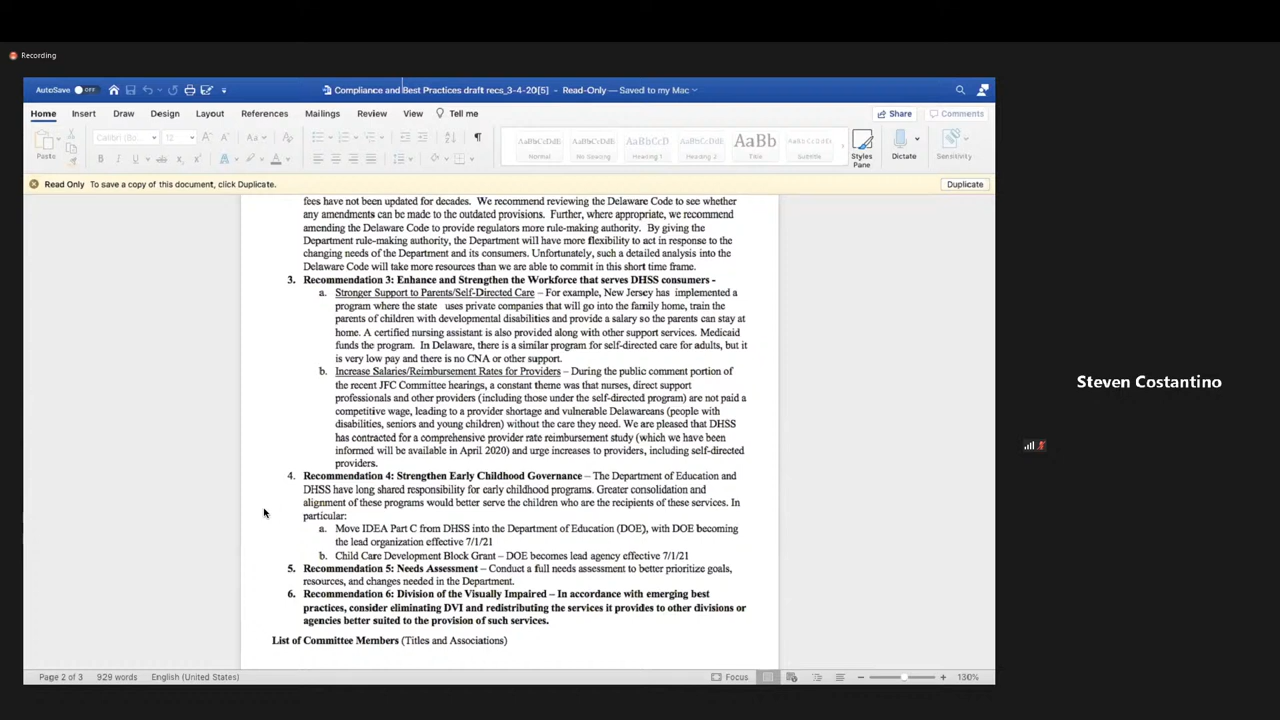 Recording
AutoSave OFF
Compliance and Best Practices draft recs_3-4-20[5] - Read-Only — Saved to my Mac
Home Insert Draw Design Layout References Mailings Review View Tell me
Share Comments
Paste
Calibri (Bo... 12
AaBbCcDdE AaBbCcDdE AaBbCcD AaBbCcDdE AaBb AaBbCcDdE
Normal No Spacing Heading 1 Heading 2 Title Subtitle
Styles Pane
Dictate
Sensitivity
Read Only To save a copy of this document, click Duplicate.
Duplicate
fees have not been updated for decades. We recommend reviewing the Delaware Code to see whether
any amendments can be made to the outdated provisions. Further, where appropriate, we recommend
amending the Delaware Code to provide regulators more rule-making authority. By giving the
Department rule-making authority, the Department will have more flexibility to act in response to the
changing needs of the Department and its consumers. Unfortunately, such a detailed analysis into the
Delaware Code will take more resources than we are able to commit in this short time frame.
3. Recommendation 3: Enhance and Strengthen the Workforce that serves DHSS consumers -
a. Stronger Support to Parents/Self-Directed Care – For example, New Jersey has implemented a
program where the state uses private companies that will go into the family home, train the
parents of children with developmental disabilities and provide a salary so the parents can stay at
home. A certified nursing assistant is also provided along with other support services. Medicaid
funds the program. In Delaware, there is a similar program for self-directed care for adults, but it
is very low pay and there is no CNA or other support.
b. Increase Salaries/Reimbursement Rates for Providers – During the public comment portion of
the recent JFC Committee hearings, a constant theme was that nurses, direct support
professionals and other providers (including those under the self-directed program) are not paid a
competitive wage, leading to a provider shortage and vulnerable Delawareans (people with
disabilities, seniors and young children) without the care they need. We are pleased that DHSS
has contracted for a comprehensive provider rate reimbursement study (which we have been
informed will be available in April 2020) and urge increases to providers, including self-directed
providers.
4. Recommendation 4: Strengthen Early Childhood Governance – The Department of Education and
DHSS have long shared responsibility for early childhood programs. Greater consolidation and
alignment of these programs would better serve the children who are the recipients of these services. In
particular:
a. Move IDEA Part C from DHSS into the Department of Education (DOE), with DOE becoming
the lead organization effective 7/1/21
b. Child Care Development Block Grant – DOE becomes lead agency effective 7/1/21
5. Recommendation 5: Needs Assessment – Conduct a full needs assessment to better prioritize goals,
resources, and changes needed in the Department.
6. Recommendation 6: Division of the Visually Impaired – In accordance with emerging best
practices, consider eliminating DVI and redistributing the services it provides to other divisions or
agencies better suited to the provision of such services.
List of Committee Members (Titles and Associations)
Steven Costantino
Page 2 of 3 929 words English (United States) Focus 130%